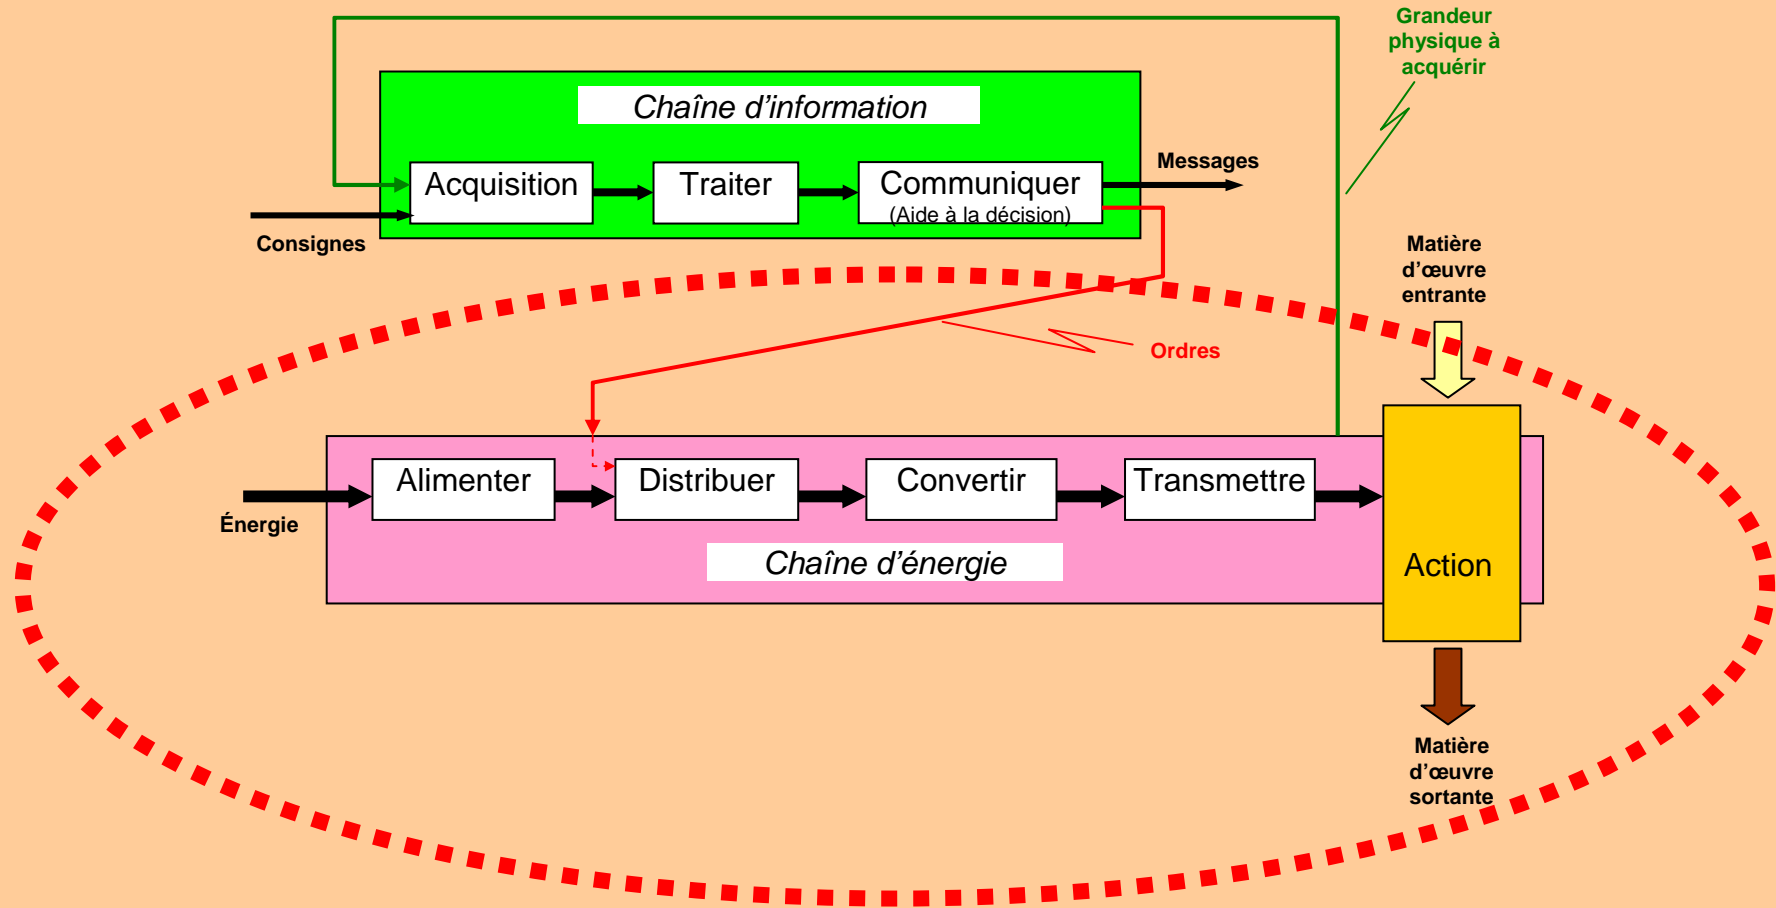 Grandeur
physique à
acquérir
Chaîne d’information
Acquisition
Traiter
Communiquer
(Aide à la décision)
Messages
Consignes
Matière
d’œuvre
entrante
Ordres
Alimenter
Distribuer
Convertir
Transmettre
Énergie
Chaîne d’énergie
Action
Matière
d’œuvre
sortante